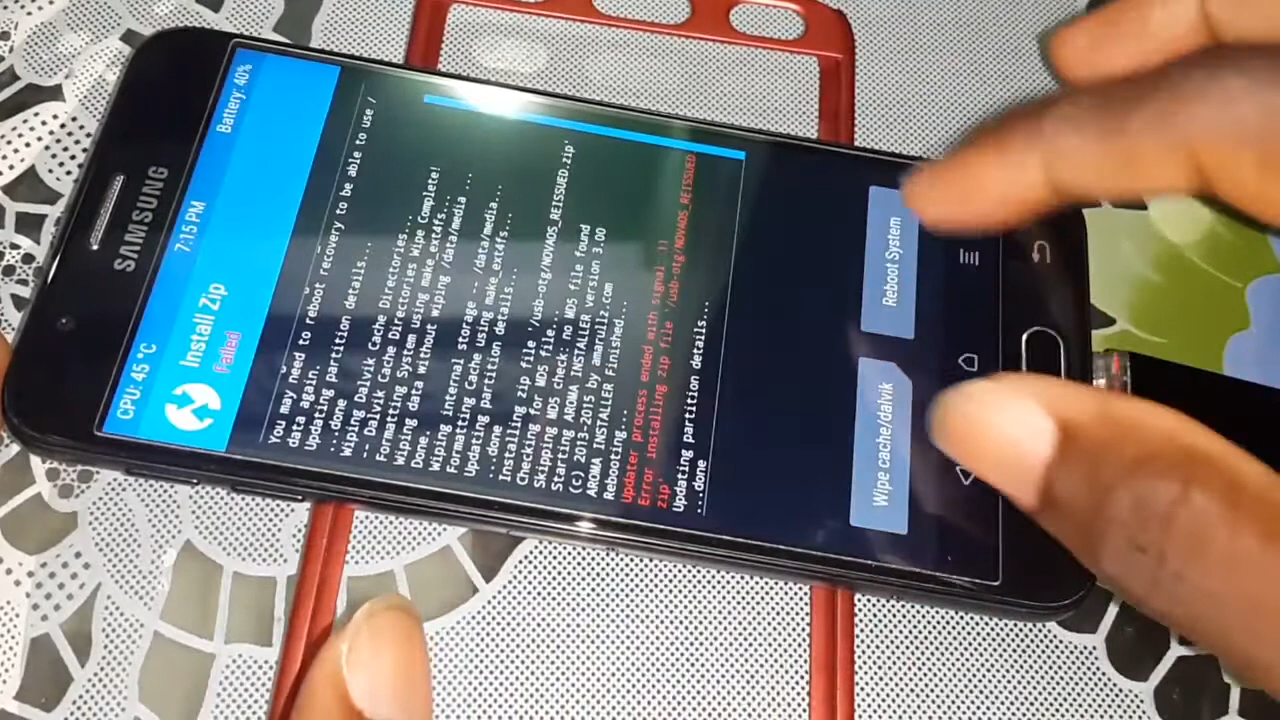 SAMSUNG
CPU: 45 °C
7:15 PM
Battery: 40%
Install Zip
Failed
You may need to reboot recovery to be able to use /
data again.
Updating partition details...
...done
Wiping Dalvik Cache Directories...
-- Dalvik Cache Directories Wipe Complete!
Formatting System using make_ext4fs...
Done.
Wiping data without wiping /data/media ...
Wiping internal storage -- /data/media...
Formatting Cache using make_ext4fs...
Updating partition details...
...done
Installing zip file '/usb-otg/NOVAOS_REISSUED.zip'
Checking for MD5 file...
Skipping MD5 check: no MD5 file found
Starting AROMA INSTALLER version 3.00
(c) 2013-2015 by amarullz.com
AROMA INSTALLER Finished...
Rebooting...
Updater process ended with signal: 11
Error installing zip file '/usb-otg/NOVAOS_REISSUED.
zip'
Updating partition details...
...done
Wipe cache/dalvik
Reboot System